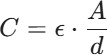 C = ϵ · A/d